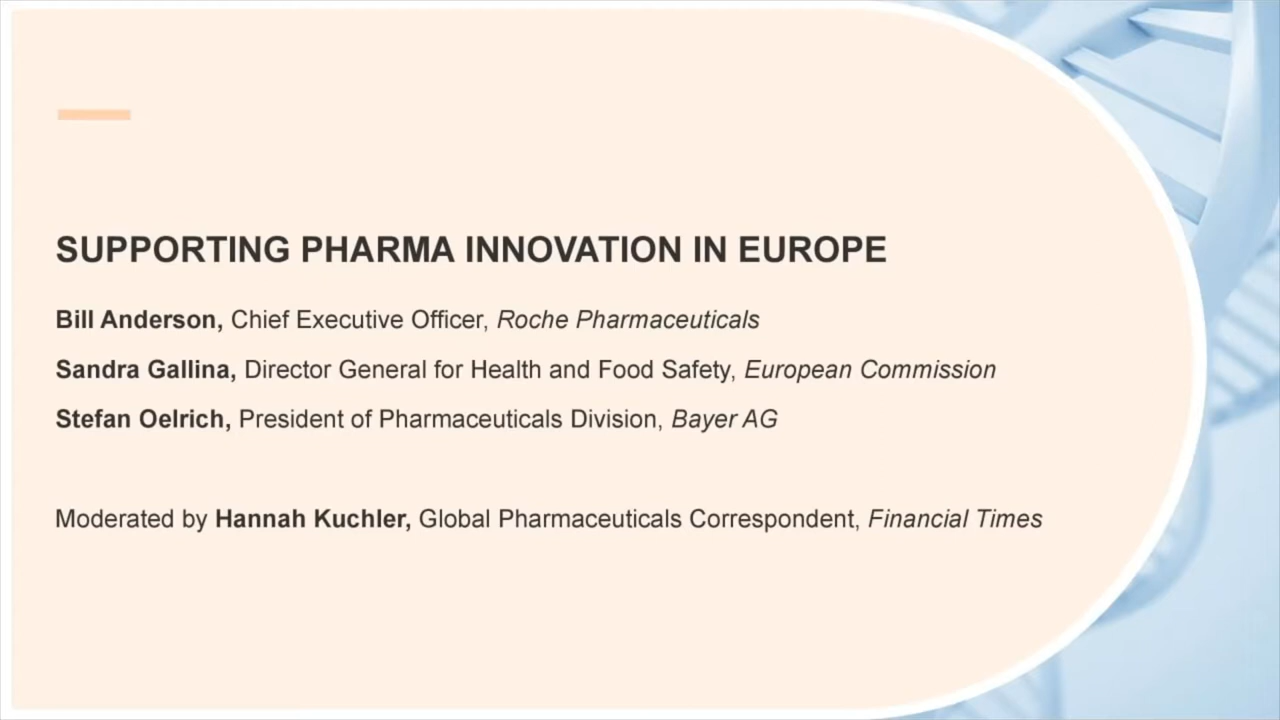 SUPPORTING PHARMA INNOVATION IN EUROPE
Bill Anderson, Chief Executive Officer, Roche Pharmaceuticals
Sandra Gallina, Director General for Health and Food Safety, European Commission
Stefan Oelrich, President of Pharmaceuticals Division, Bayer AG
Moderated by Hannah Kuchler, Global Pharmaceuticals Correspondent, Financial Times